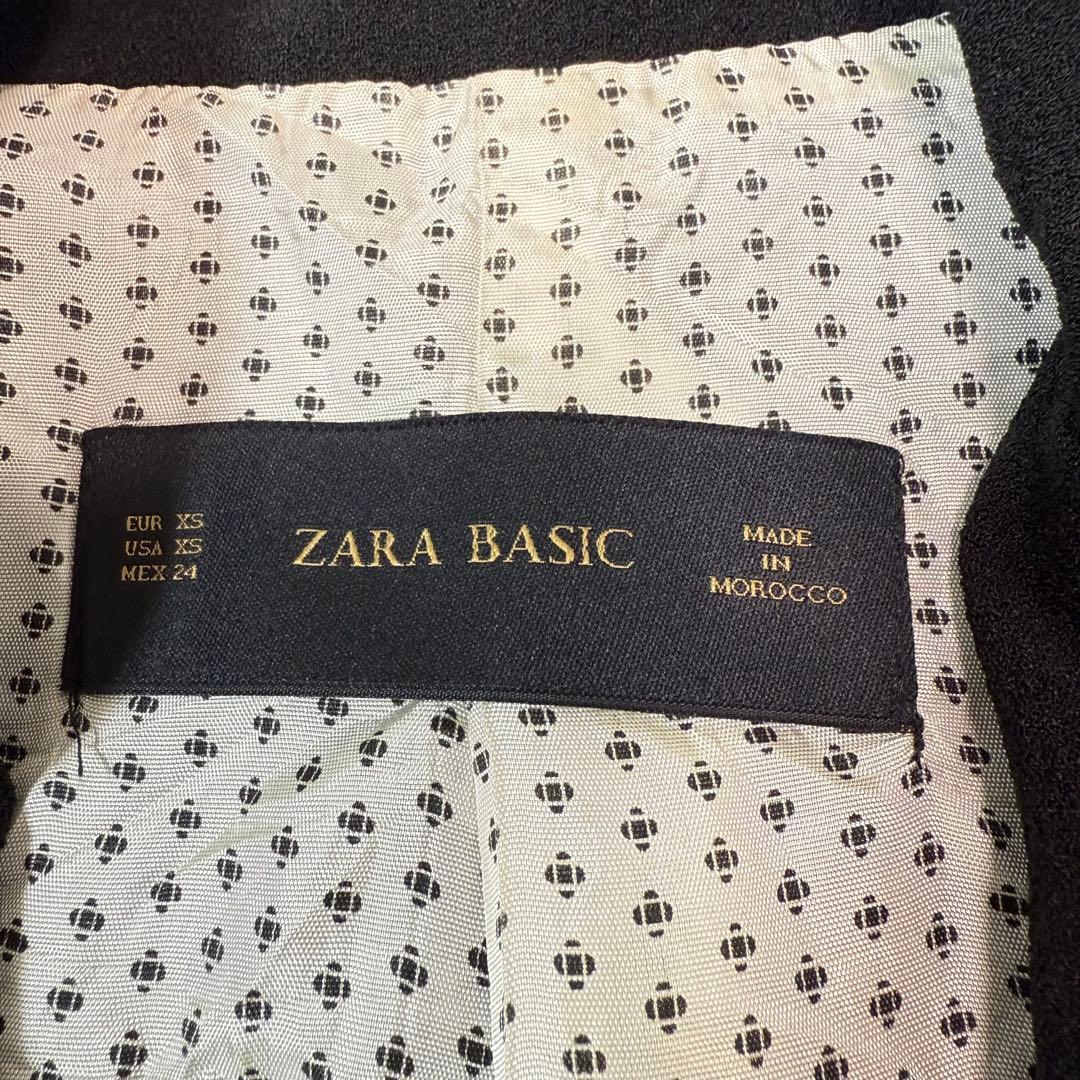 EUR XS
USA XS
MEX 24
ZARA BASIC
MADE
IN
MOROCCO